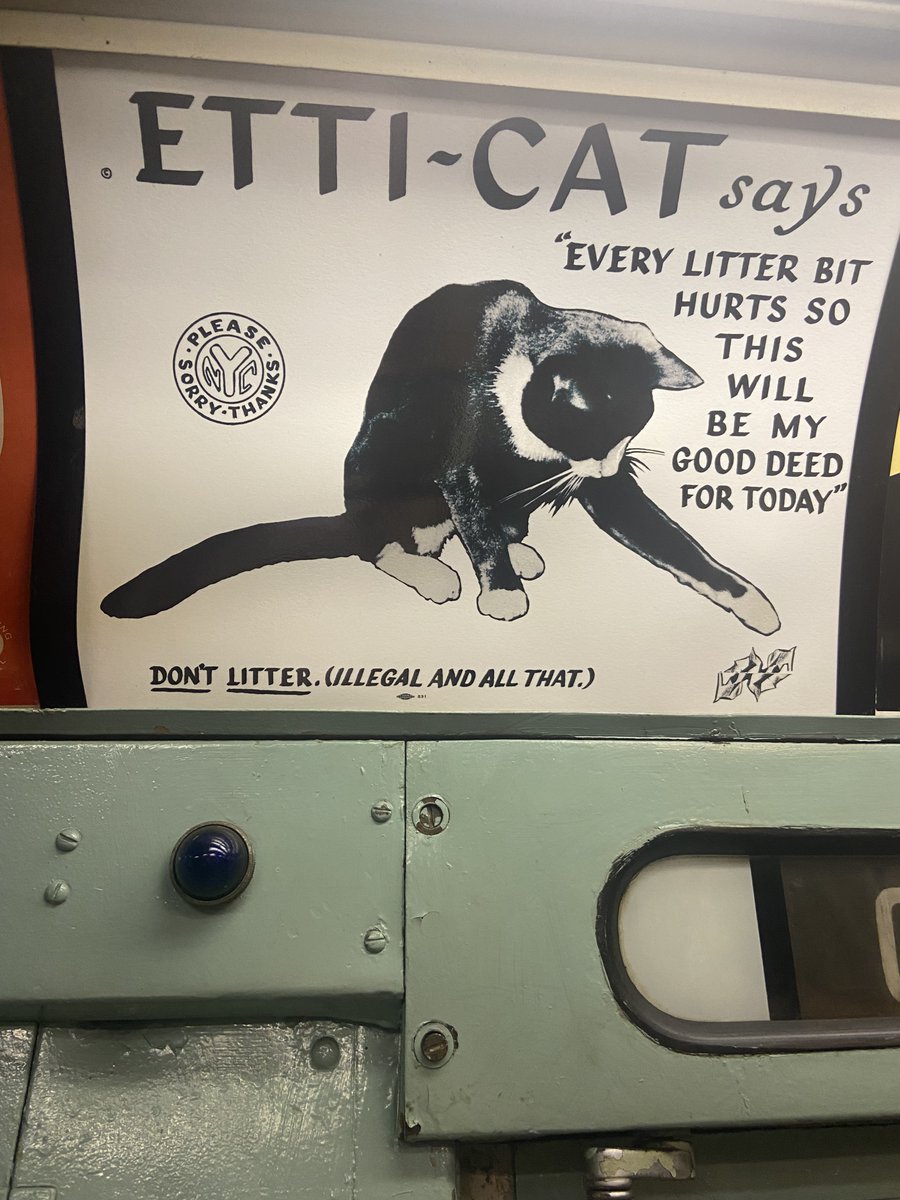 © ETTI~CAT says
"EVERY LITTER BIT
HURTS SO
THIS
WILL
BE MY
GOOD DEED
FOR TODAY"
·PLEASE·
NYC
SORRY·THANKS
DON'T LITTER. (ILLEGAL AND ALL THAT.)